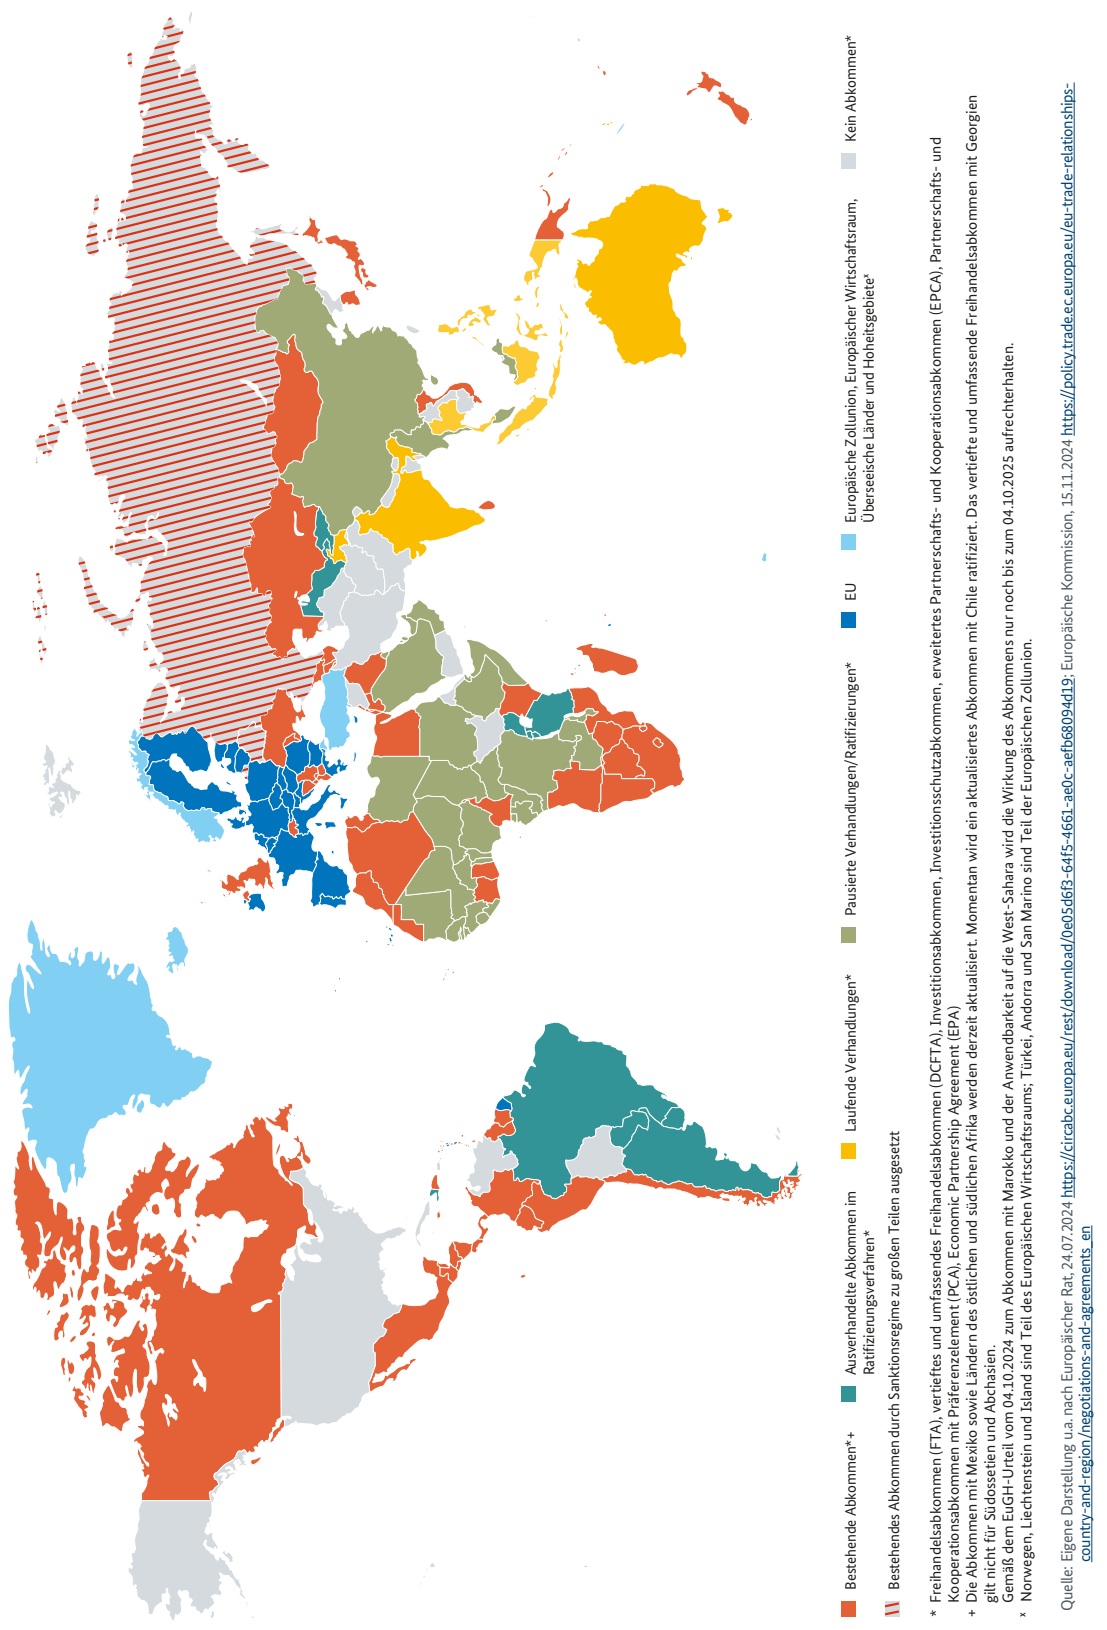 Bestehende Abkommen*+
Ausverhandelte Abkommen im
Ratifizierungsverfahren*
Laufende Verhandlungen*
Pausierte Verhandlungen/Ratifizierungen*
EU
Europäische Zollunion, Europäischer Wirtschaftsraum,
Überseeische Länder und Hoheitsgebieteˣ
Kein Abkommen*
Bestehendes Abkommen durch Sanktionsregime zu großen Teilen ausgesetzt
* Freihandelsabkommen (FTA), vertieftes und umfassendes Freihandelsabkommen (DCFTA), Investitionsabkommen, Investitionsschutzabkommen, erweitertes Partnerschafts- und Kooperationsabkommen (EPCA), Partnerschafts- und
Kooperationsabkommen mit Präferenzelement (PCA), Economic Partnership Agreement (EPA)
+ Die Abkommen mit Mexiko sowie Ländern des östlichen und südlichen Afrika werden derzeit aktualisiert. Momentan wird ein aktualisiertes Abkommen mit Chile ratifiziert. Das vertiefte und umfassende Freihandelsabkommen mit Georgien
gilt nicht für Südossetien und Abchasien.
Gemäß dem EuGH-Urteil vom 04.10.2024 zum Abkommen mit Marokko und der Anwendbarkeit auf die West-Sahara wird die Wirkung des Abkommens nur noch bis zum 04.10.2025 aufrechterhalten.
ˣ Norwegen, Liechtenstein und Island sind Teil des Europäischen Wirtschaftsraums; Türkei, Andorra und San Marino sind Teil der Europäischen Zollunion.
Quelle: Eigene Darstellung u.a. nach Europäischer Rat, 24.07.2024 https://circabc.europa.eu/rest/download/0e05d6f3-64f5-4661-ae0c-aefb68094d19; Europäische Kommission, 15.11.2024 https://policy.trade.ec.europa.eu/eu-trade-relationships-
country-and-region/negotiations-and-agreements_en